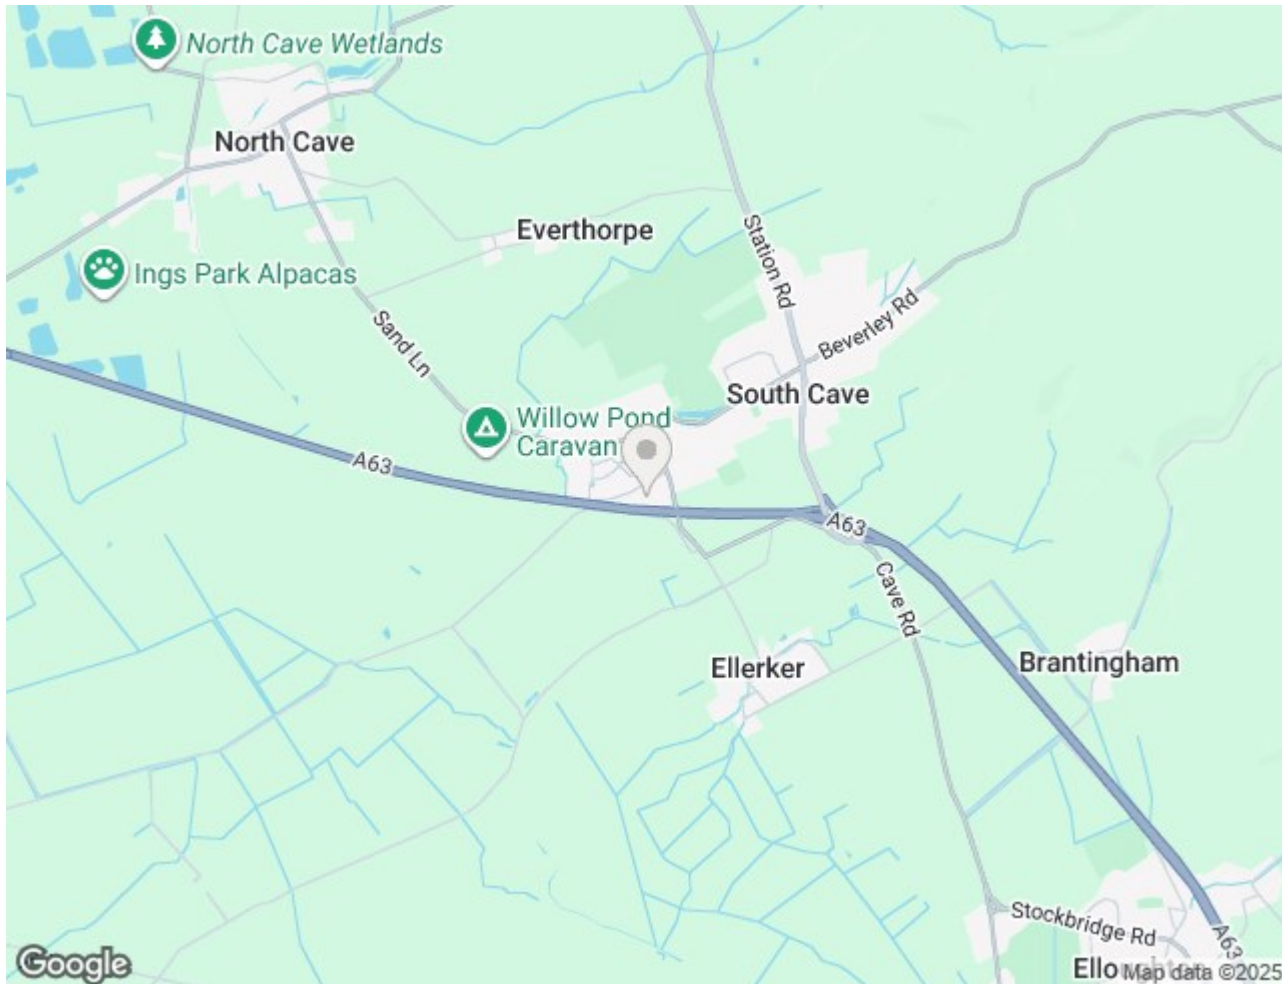 North Cave Wetlands
North Cave
Everthorpe
Station Rd
Ings Park Alpacas
Beverley Rd
Sand Ln
South Cave
Willow Pond
Caravan
A63
A63
Cave Rd
Ellerker
Brantingham
Stockbridge Rd
A63
Google
Map data ©2025